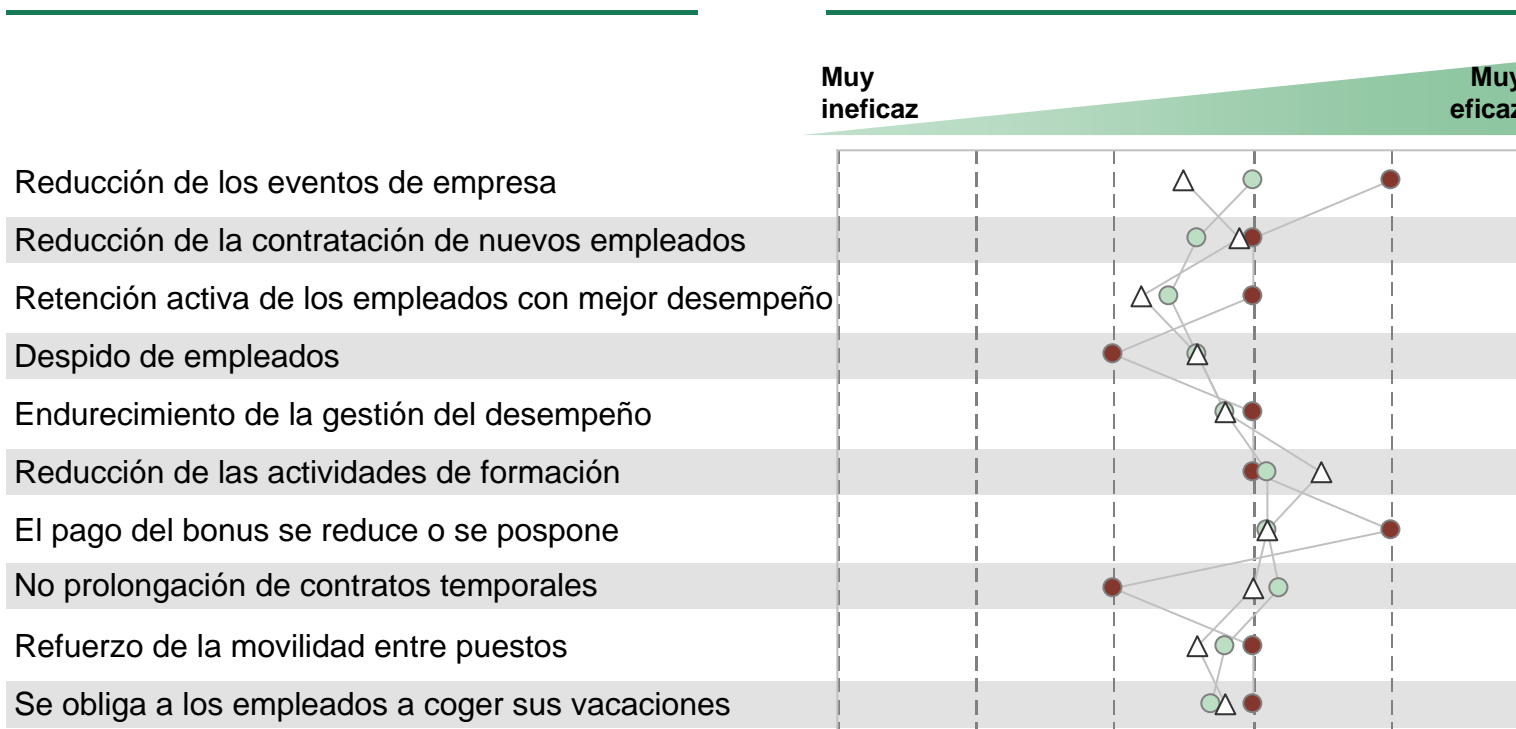 Muy
ineficaz
Muy
eficaz
Reducción de los eventos de empresa
Reducción de la contratación de nuevos empleados
Retención activa de los empleados con mejor desempeño
Despido de empleados
Endurecimiento de la gestión del desempeño
Reducción de las actividades de formación
El pago del bonus se reduce o se pospone
No prolongación de contratos temporales
Refuerzo de la movilidad entre puestos
Se obliga a los empleados a coger sus vacaciones